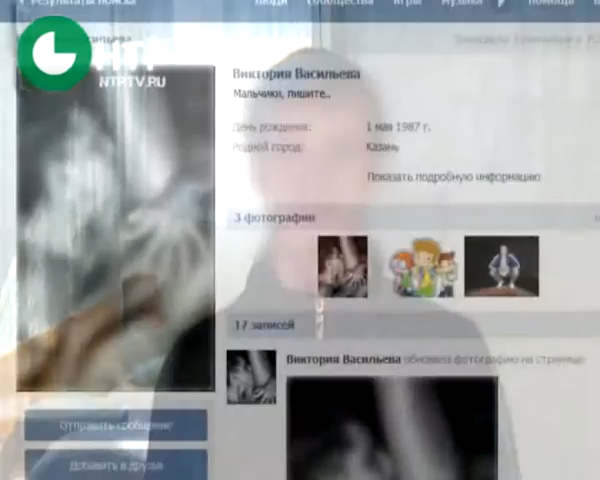 Результаты поиска
люди сообщества игры музыка помощь
НТР
NTRTV.RU
Виктория Васильева
Мальчики, пишите..
День рождения: 1 мая 1987 г.
Родной город: Казань
Показать подробную информацию
3 фотографии
17 записей
Виктория Васильева обновила фотографию на странице
Отправить сообщение
Добавить в друзья